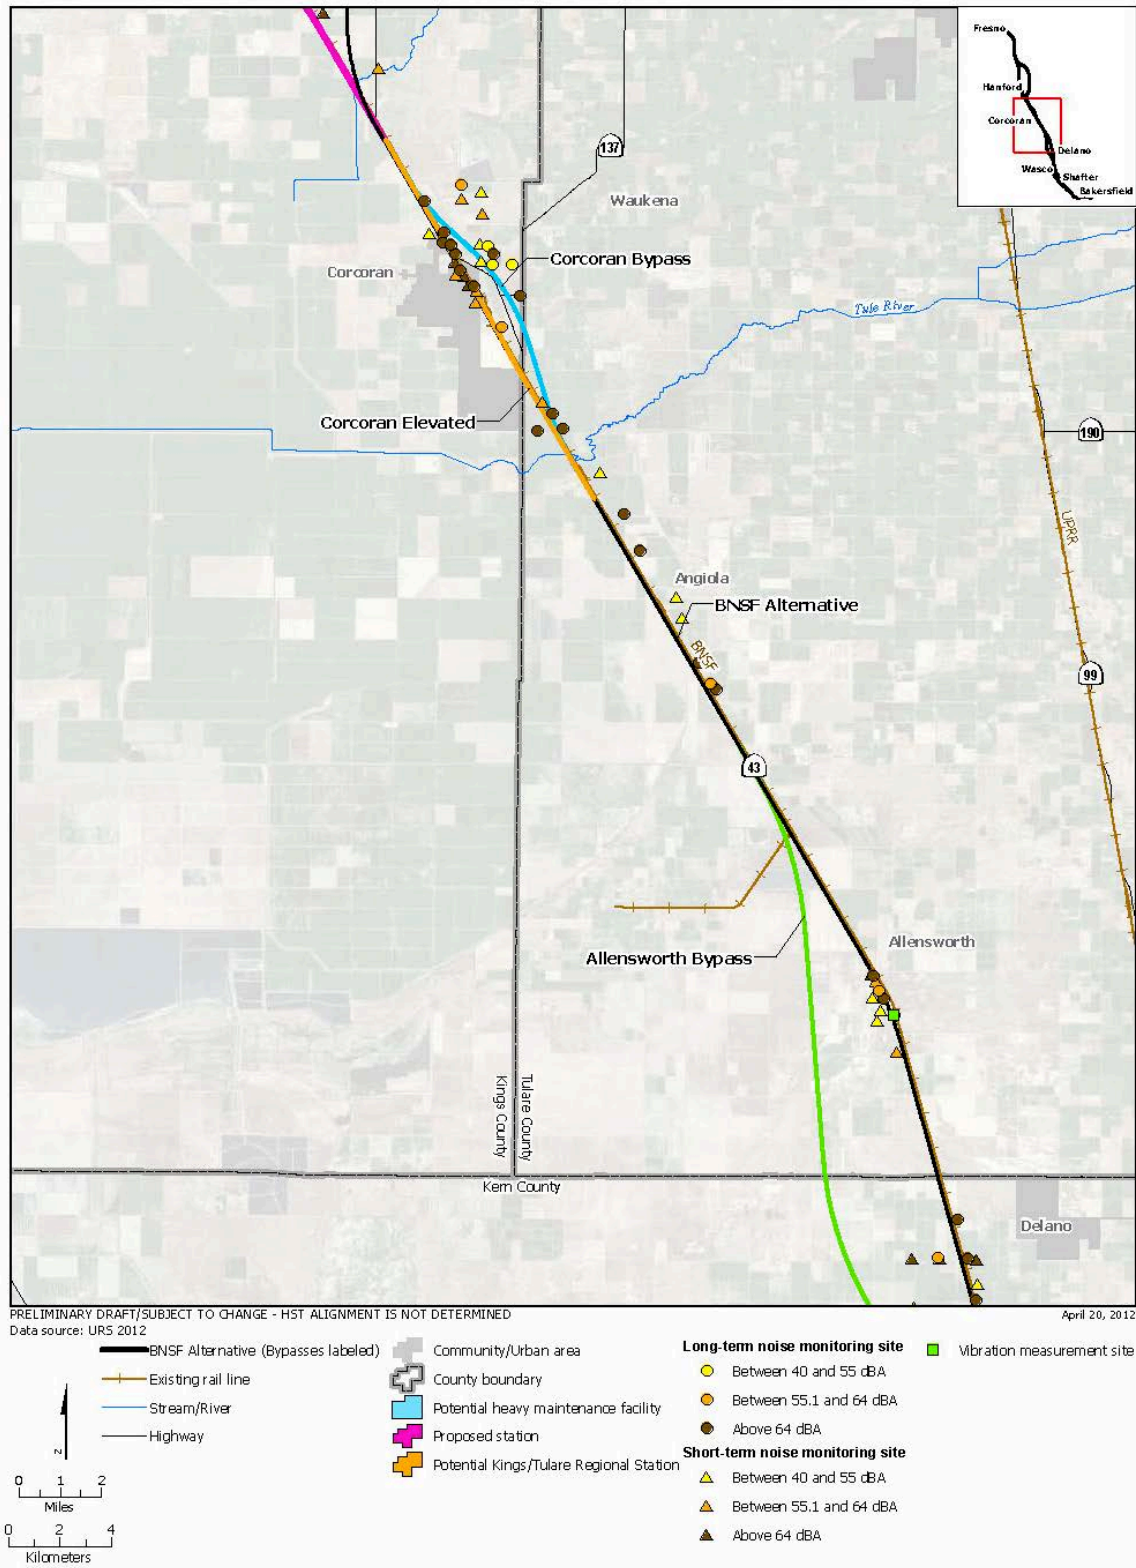 Fresno
Hanford
Corcoran
Delano
Wasco
Shafter
Bakersfield
137
Waukena
Corcoran Bypass
Corcoran
Tule River
Corcoran Elevated
190
UPRR
Angiola
BNSF Alternative
BNSF
99
43
Allensworth
Allensworth Bypass
Kings County
Tulare County
Kern County
Delano
PRELIMINARY DRAFT/SUBJECT TO CHANGE - HST ALIGNMENT IS NOT DETERMINED
April 20, 2012
Data source: URS 2012
BNSF Alternative (Bypasses labeled)
Existing rail line
Stream/River
Highway
N
0 1 2
Miles
0 2 4
Kilometers
Community/Urban area
County boundary
Potential heavy maintenance facility
Proposed station
Potential Kings/Tulare Regional Station
Long-term noise monitoring site
Between 40 and 55 dBA
Between 55.1 and 64 dBA
Above 64 dBA
Short-term noise monitoring site
Between 40 and 55 dBA
Between 55.1 and 64 dBA
Above 64 dBA
Vibration measurement site